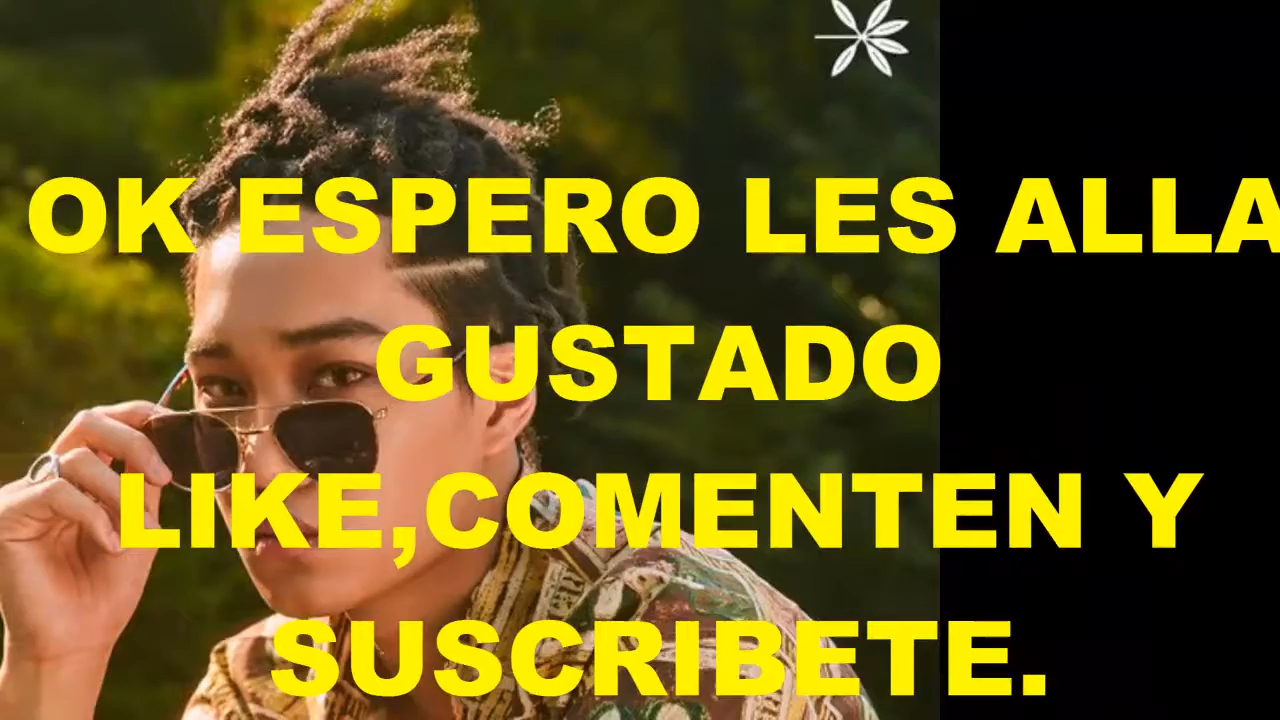 OK ESPERO LES ALLA
GUSTADO
LIKE,COMENTEN Y
SUSCRIBETE.